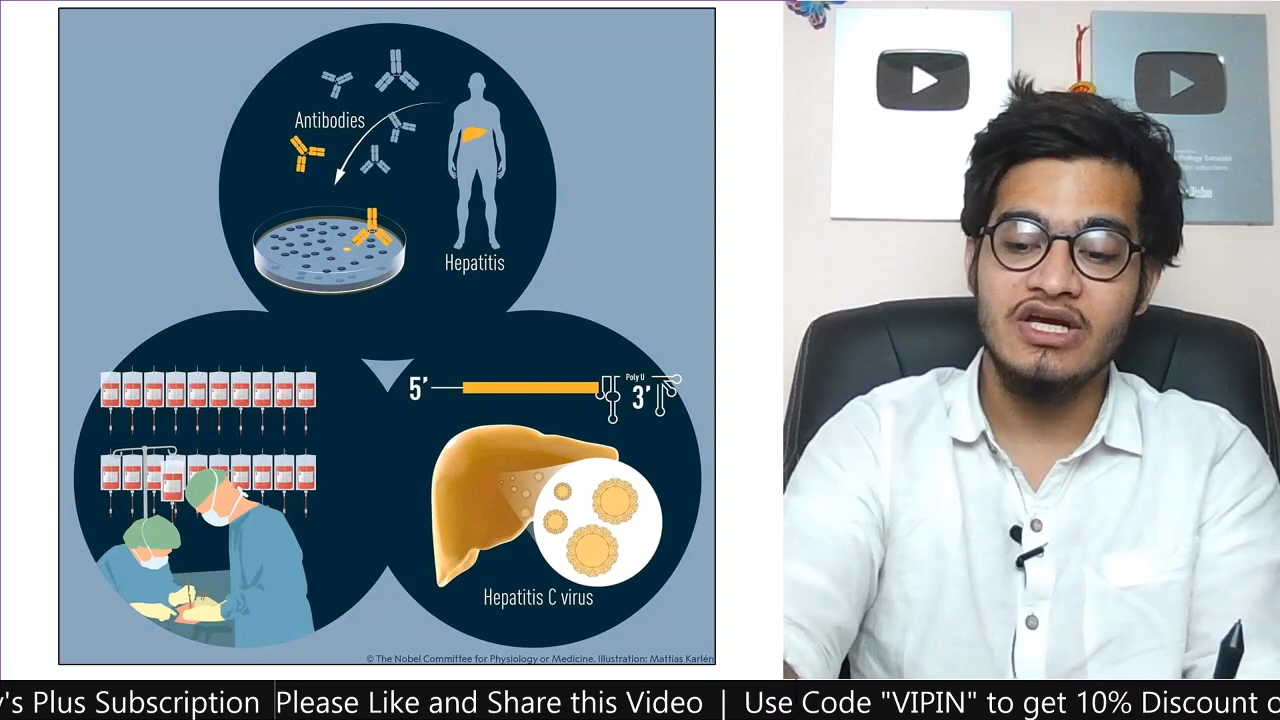 Antibodies
Hepatitis
5'
Poly U
3'
Hepatitis C virus
© The Nobel Committee for Physiology or Medicine. Illustration: Mattias Karlén
y's Plus Subscription
Please Like and Share this Video | Use Code "VIPIN" to get 10% Discount o